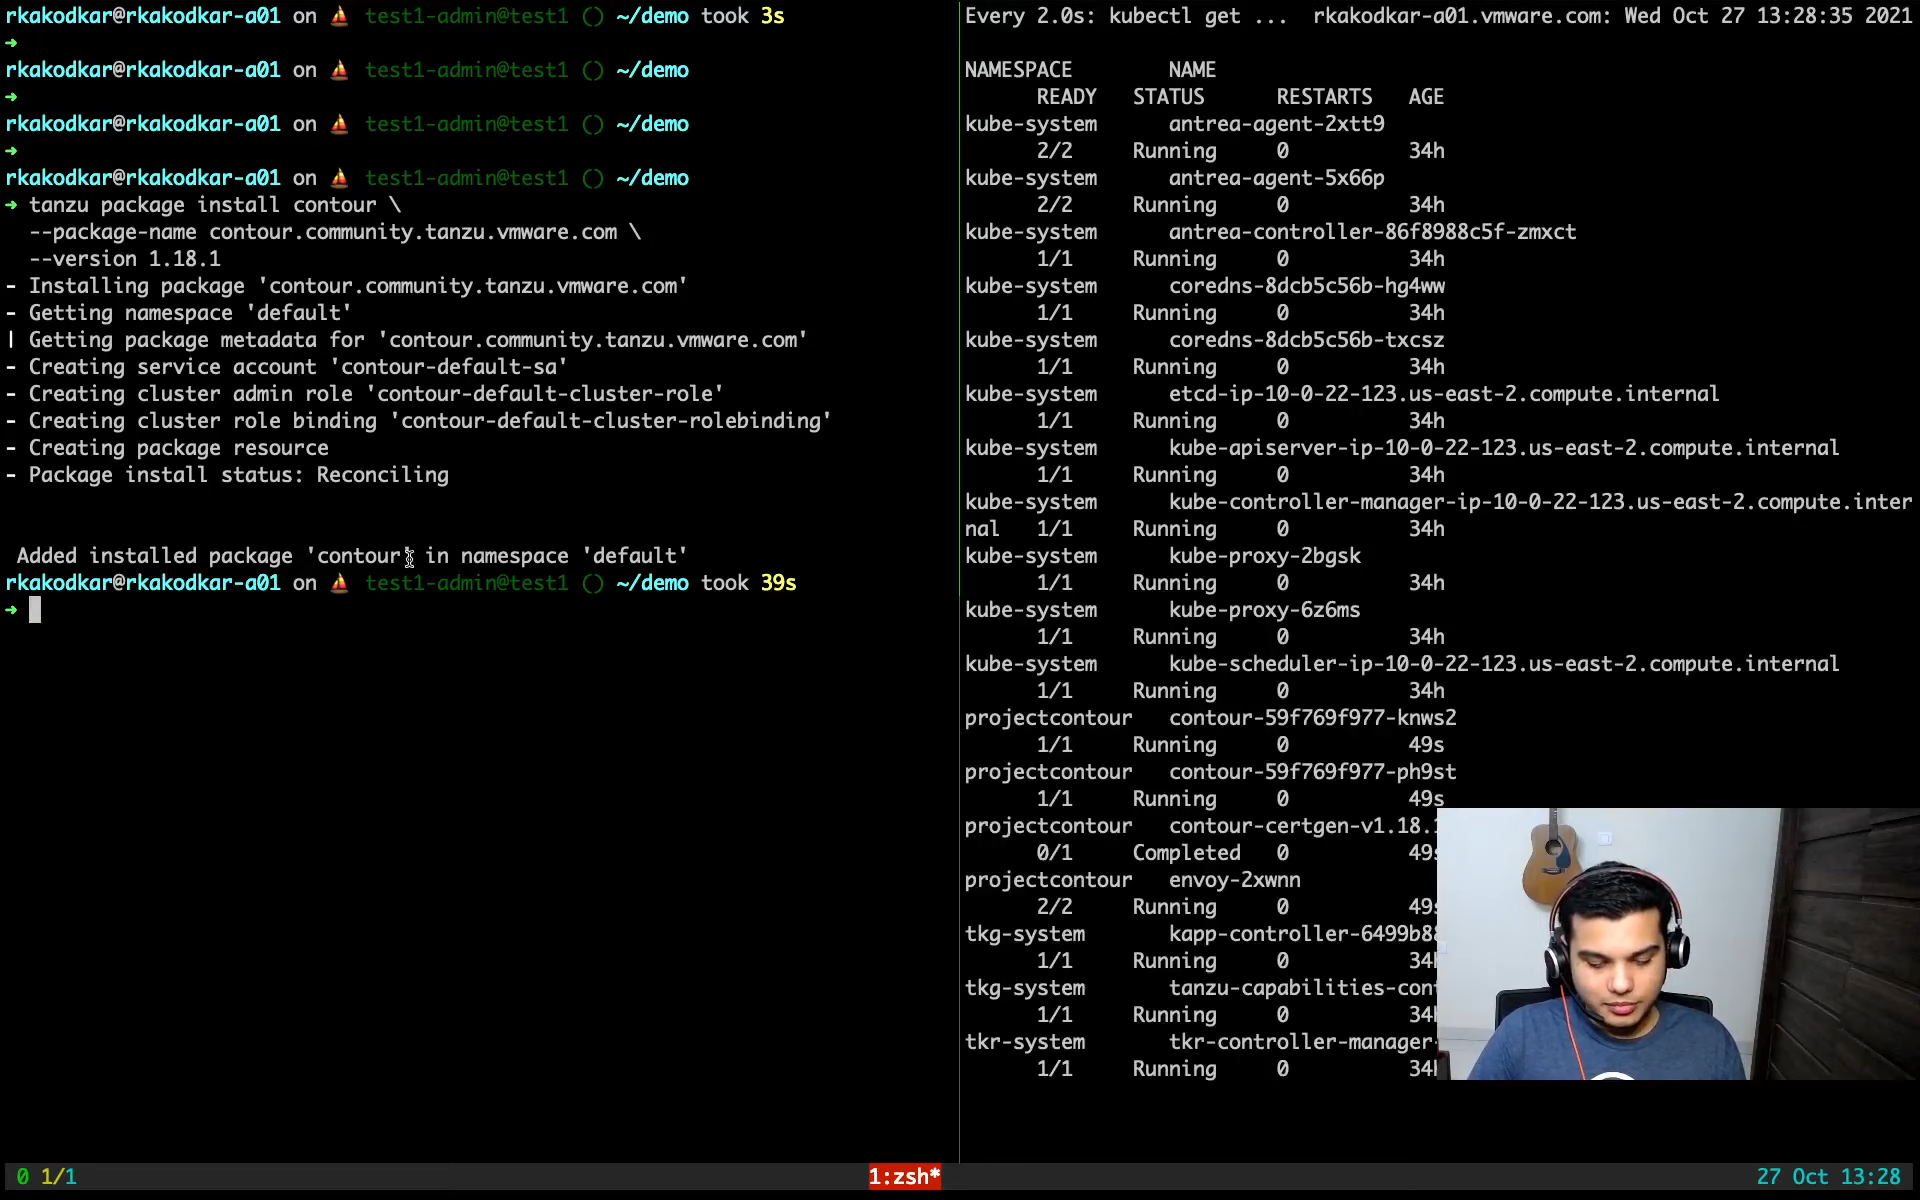 rkakodkar@rkakodkar-a01 on test1-admin@test1 () ~/demo took 3s
→
rkakodkar@rkakodkar-a01 on test1-admin@test1 () ~/demo
→
rkakodkar@rkakodkar-a01 on test1-admin@test1 () ~/demo
→
rkakodkar@rkakodkar-a01 on test1-admin@test1 () ~/demo
→ tanzu package install contour \
--package-name contour.community.tanzu.vmware.com \
--version 1.18.1
- Installing package 'contour.community.tanzu.vmware.com'
- Getting namespace 'default'
| Getting package metadata for 'contour.community.tanzu.vmware.com'
- Creating service account 'contour-default-sa'
- Creating cluster admin role 'contour-default-cluster-role'
- Creating cluster role binding 'contour-default-cluster-rolebinding'
- Creating package resource
- Package install status: Reconciling
Added installed package 'contour' in namespace 'default'
rkakodkar@rkakodkar-a01 on test1-admin@test1 () ~/demo took 39s
→
Every 2.0s: kubectl get ... rkakodkar-a01.vmware.com: Wed Oct 27 13:28:35 2021
NAMESPACE NAME
READY STATUS RESTARTS AGE
kube-system antrea-agent-2xtt9
2/2 Running 0 34h
kube-system antrea-agent-5x66p
2/2 Running 0 34h
kube-system antrea-controller-86f8988c5f-zmxct
1/1 Running 0 34h
kube-system coredns-8dcb5c56b-hg4ww
1/1 Running 0 34h
kube-system coredns-8dcb5c56b-txcsz
1/1 Running 0 34h
kube-system etcd-ip-10-0-22-123.us-east-2.compute.internal
1/1 Running 0 34h
kube-system kube-apiserver-ip-10-0-22-123.us-east-2.compute.internal
1/1 Running 0 34h
kube-system kube-controller-manager-ip-10-0-22-123.us-east-2.compute.inter
nal 1/1 Running 0 34h
kube-system kube-proxy-2bgsk
1/1 Running 0 34h
kube-system kube-proxy-6z6ms
1/1 Running 0 34h
kube-system kube-scheduler-ip-10-0-22-123.us-east-2.compute.internal
1/1 Running 0 34h
projectcontour contour-59f769f977-knws2
1/1 Running 0 49s
projectcontour contour-59f769f977-ph9st
1/1 Running 0 49s
projectcontour contour-certgen-v1.18.
0/1 Completed 0 49s
projectcontour envoy-2xwnn
2/2 Running 0 49s
tkg-system kapp-controller-6499b8
1/1 Running 0 34h
tkg-system tanzu-capabilities-con
1/1 Running 0 34h
tkr-system tkr-controller-manager-
1/1 Running 0 34h
0 1/1 1:zsh* 27 Oct 13:28